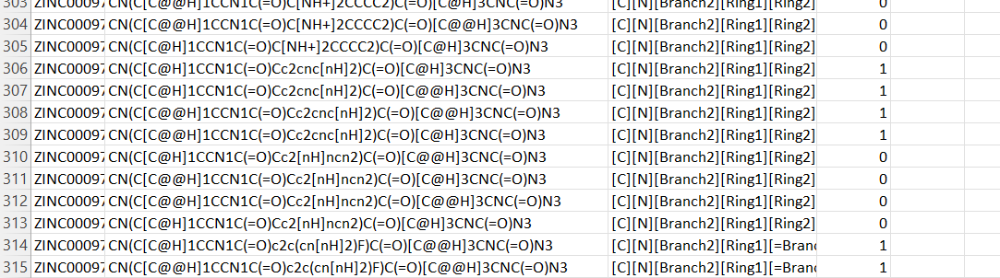 303 ZINC00097 CN(C[C@@H]1CCN1C(=O)C[NH+]2CCCC2)C(=O)[C@H]3CNC(=O)N3 [C][N][Branch2][Ring1][Ring2] 0
304 ZINC00097 CN(C[C@@H]1CCN1C(=O)C[NH+]2CCCC2)C(=O)[C@@H]3CNC(=O)N3 [C][N][Branch2][Ring1][Ring2] 0
305 ZINC00097 CN(C[C@H]1CCN1C(=O)C[NH+]2CCCC2)C(=O)[C@H]3CNC(=O)N3 [C][N][Branch2][Ring1][Ring2] 0
306 ZINC00097 CN(C[C@@H]1CCN1C(=O)Cc2cnc[nH]2)C(=O)[C@H]3CNC(=O)N3 [C][N][Branch2][Ring1][Ring2] 1
307 ZINC00097 CN(C[C@H]1CCN1C(=O)Cc2cnc[nH]2)C(=O)[C@@H]3CNC(=O)N3 [C][N][Branch2][Ring1][Ring2] 1
308 ZINC00097 CN(C[C@@H]1CCN1C(=O)Cc2cnc[nH]2)C(=O)[C@@H]3CNC(=O)N3 [C][N][Branch2][Ring1][Ring2] 1
309 ZINC00097 CN(C[C@H]1CCN1C(=O)Cc2cnc[nH]2)C(=O)[C@H]3CNC(=O)N3 [C][N][Branch2][Ring1][Ring2] 1
310 ZINC00097 CN(C[C@@H]1CCN1C(=O)Cc2[nH]ncn2)C(=O)[C@H]3CNC(=O)N3 [C][N][Branch2][Ring1][Ring2] 0
311 ZINC00097 CN(C[C@H]1CCN1C(=O)Cc2[nH]ncn2)C(=O)[C@@H]3CNC(=O)N3 [C][N][Branch2][Ring1][Ring2] 0
312 ZINC00097 CN(C[C@@H]1CCN1C(=O)Cc2[nH]ncn2)C(=O)[C@@H]3CNC(=O)N3 [C][N][Branch2][Ring1][Ring2] 0
313 ZINC00097 CN(C[C@H]1CCN1C(=O)Cc2[nH]ncn2)C(=O)[C@H]3CNC(=O)N3 [C][N][Branch2][Ring1][Ring2] 0
314 ZINC00097 CN(C[C@H]1CCN1C(=O)c2c(cn[nH]2)F)C(=O)[C@@H]3CNC(=O)N3 [C][N][Branch2][Ring1][=Branc 1
315 ZINC00097 CN(C[C@@H]1CCN1C(=O)c2c(cn[nH]2)F)C(=O)[C@@H]3CNC(=O)N3 [C][N][Branch2][Ring1][=Branc 1